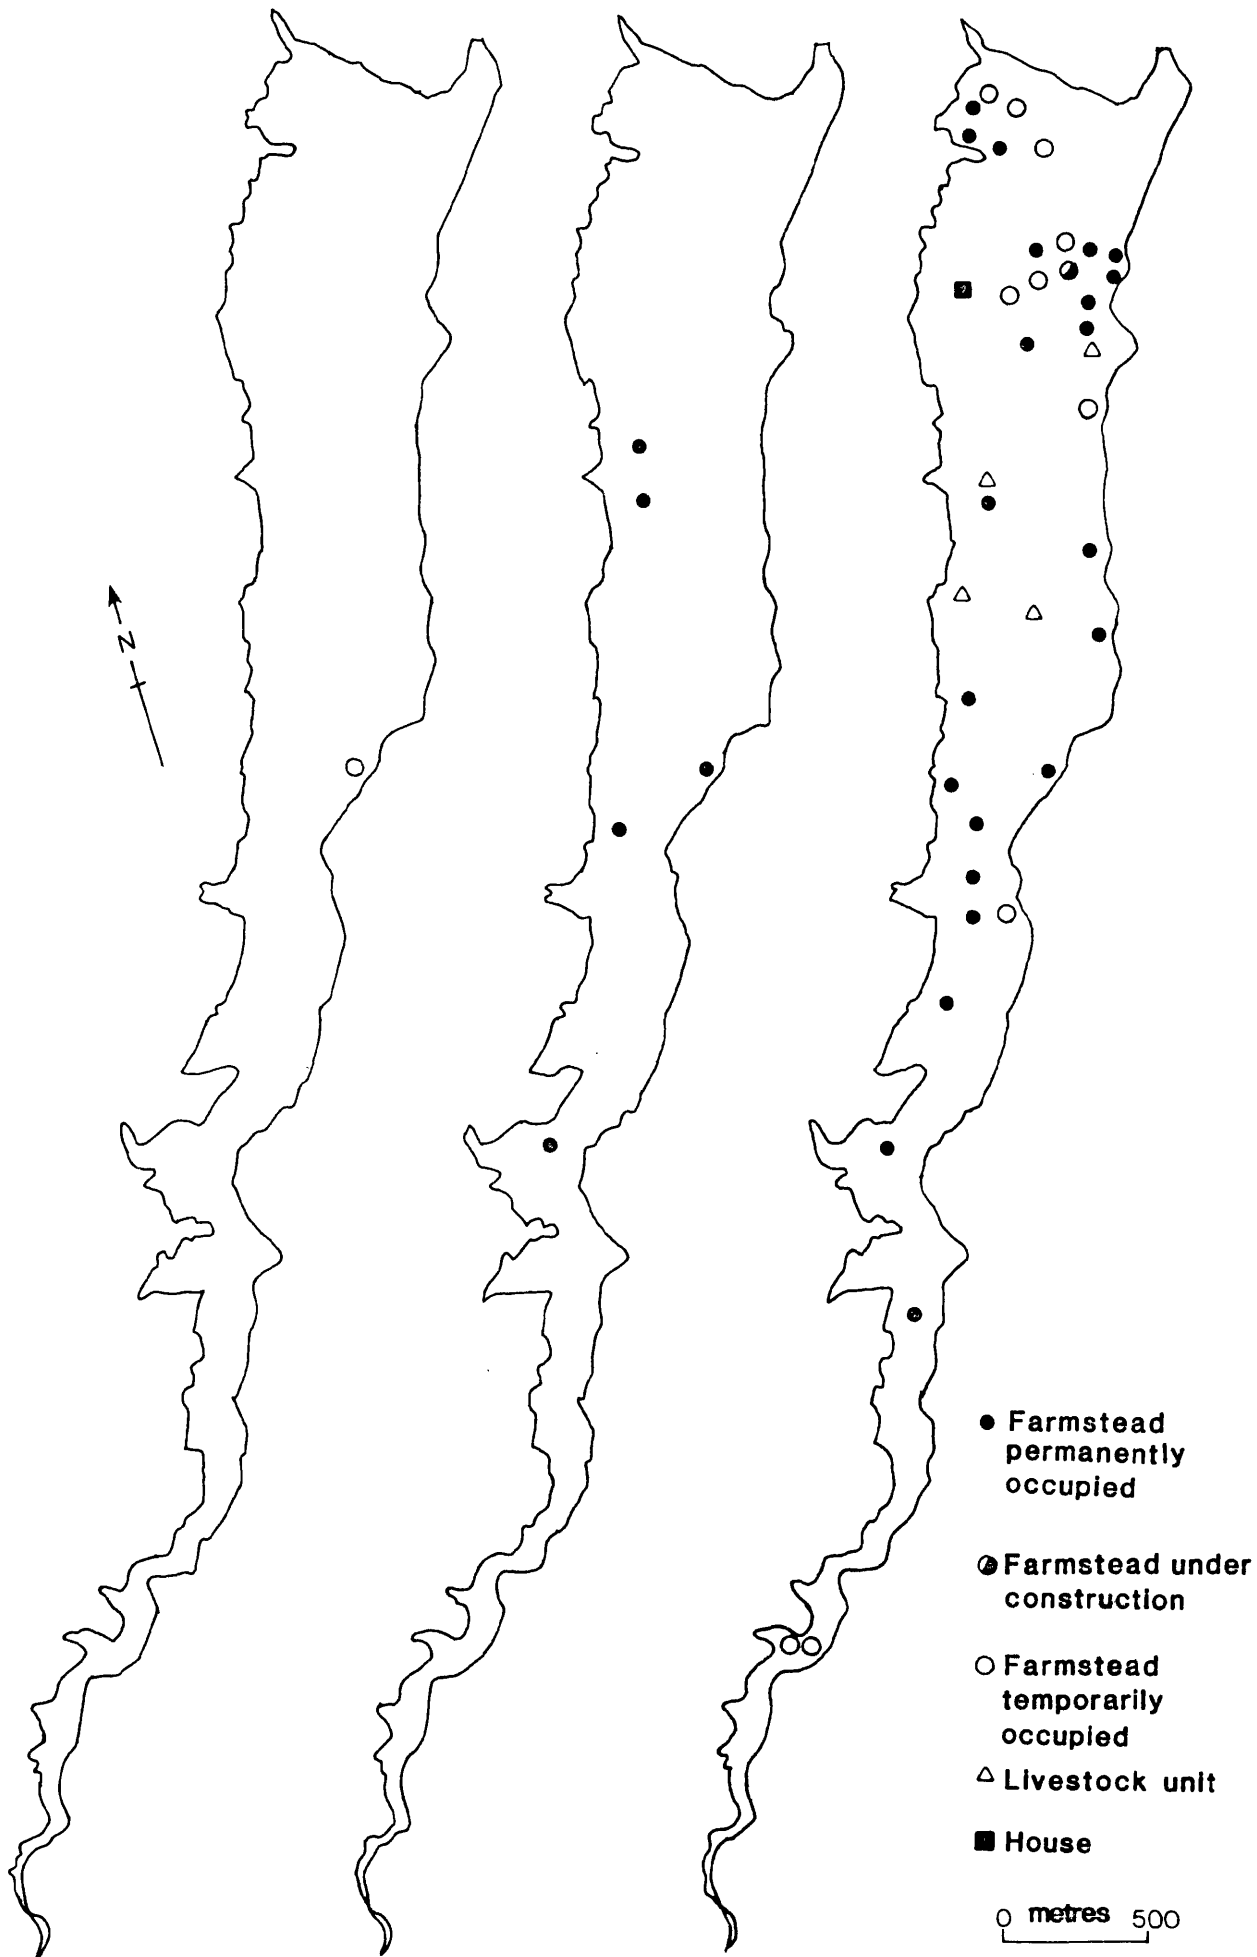 N
Farmstead
permanently
occupied
Farmstead under
construction
Farmstead
temporarily
occupied
Livestock unit
House
0 metres 500